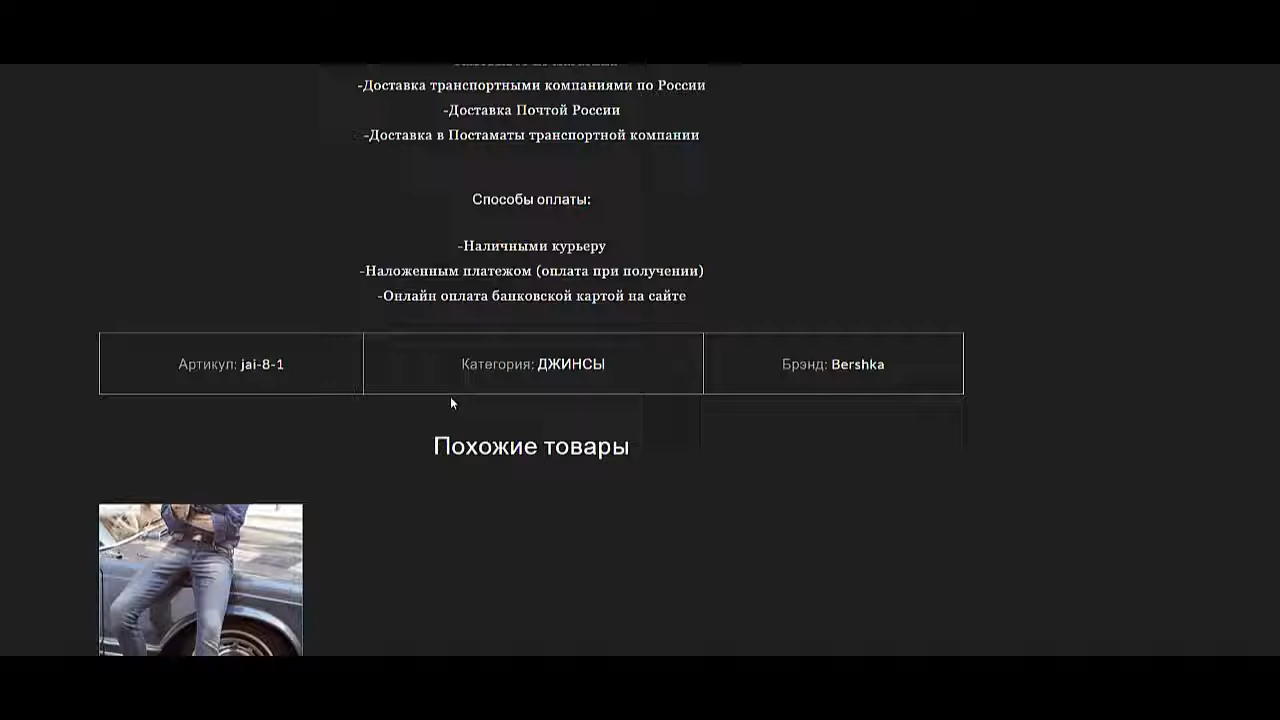 -Доставка транспортными компаниями по России
-Доставка Почтой России
-Доставка в Постаматы транспортной компании
Способы оплаты:
-Наличными курьеру
-Наложенным платежом (оплата при получении)
-Онлайн оплата банковской картой на сайте
Артикул: jai-8-1
Категория: ДЖИНСЫ
Брэнд: Bershka
Похожие товары